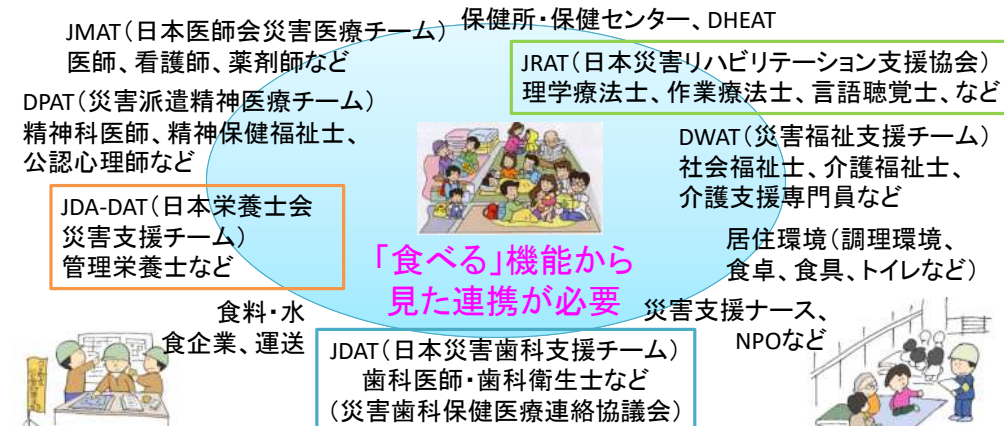 保健所・保健センター、DHEAT
JMAT（日本医師会災害医療チーム）
医師、看護師、薬剤師など
JRAT（日本災害リハビリテーション支援協会）
理学療法士、作業療法士、言語聴覚士、など
DPAT（災害派遣精神医療チーム）
精神科医師、精神保健福祉士、
公認心理師など
DWAT（災害福祉支援チーム）
社会福祉士、介護福祉士、
介護支援専門員など
JDA-DAT（日本栄養士会
災害支援チーム）
管理栄養士など
居住環境（調理環境、
食卓、食具、トイレなど）
「食べる」機能から
見た連携が必要
食料・水
食企業、運送
災害支援ナース、
NPOなど
JDAT（日本災害歯科支援チーム）
歯科医師・歯科衛生士など
（災害歯科保健医療連絡協議会）